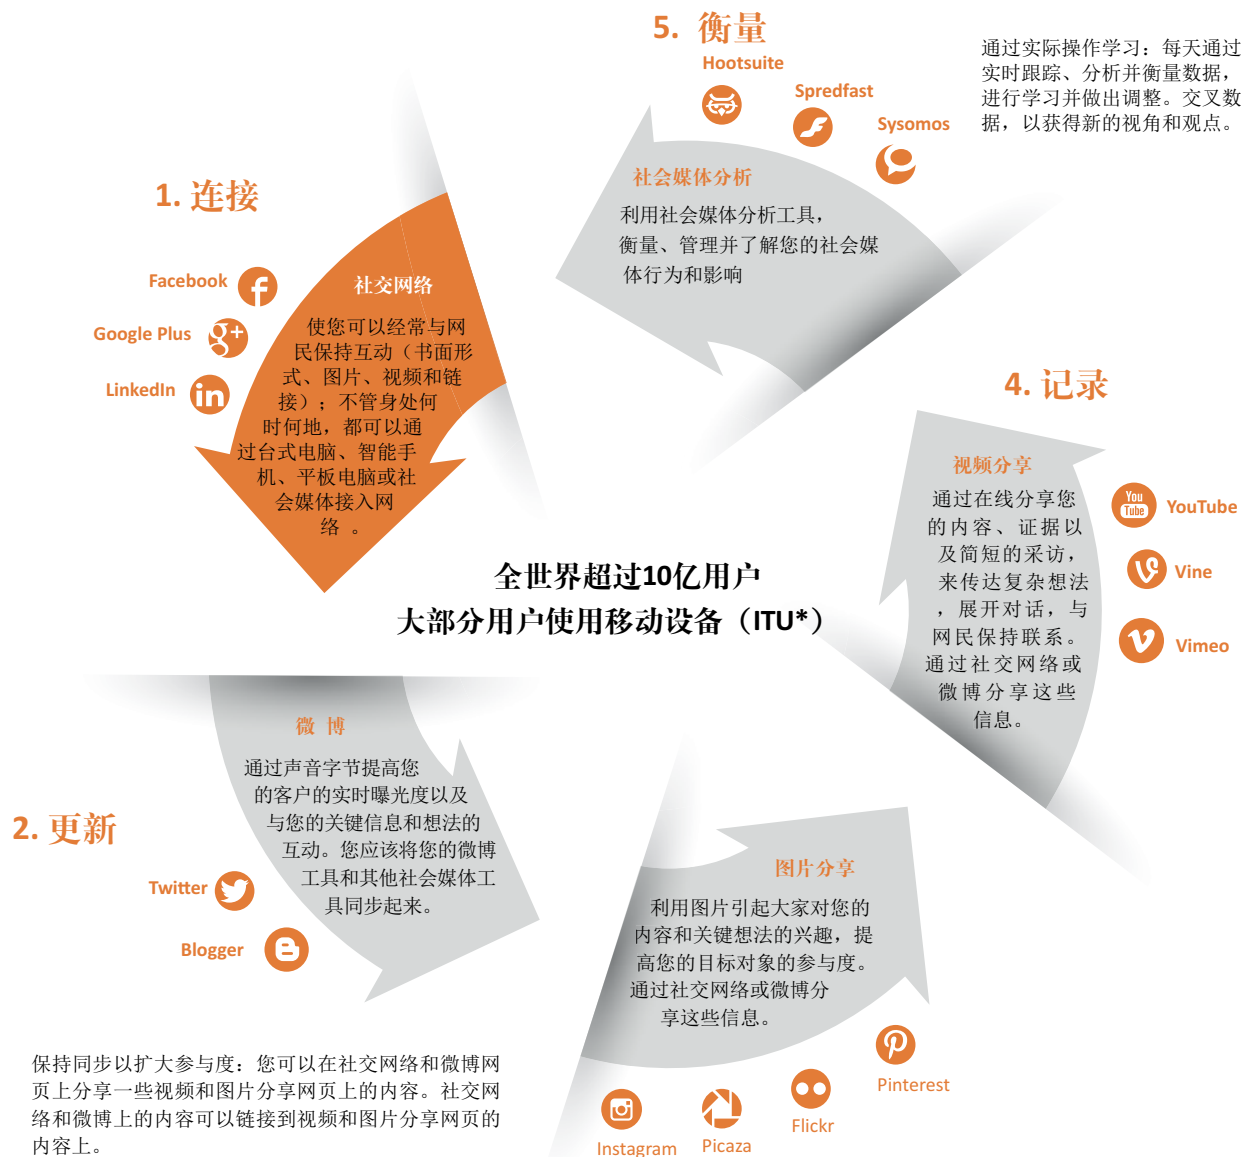 1. 连接
Facebook
Google Plus
LinkedIn
社交网络
使您可以经常与网
民保持互动（书面形
式、图片、视频和链
接）；不管身处何
时何地，都可以通
过台式电脑、智能手
机、平板电脑或社
会媒体接入网
络 。
5. 衡量
Hootsuite
Spredfast
Sysomos
社会媒体分析
利用社会媒体分析工具，
衡量、管理并了解您的社会媒
体行为和影响
通过实际操作学习：每天通过
实时跟踪、分析并衡量数据，
进行学习并做出调整。交叉数
据，以获得新的视角和观点。
4. 记录
视频分享
通过在线分享您
的内容、证据以
及简短的采访，
来传达复杂想法
，展开对话，与
网民保持联系。
通过社交网络或
微博分享这些
信息。
You
Tube
YouTube
Vine
Vimeo
全世界超过10亿用户
大部分用户使用移动设备（ITU*）
2. 更新
Twitter
Blogger
微 博
通过声音字节提高您
的客户的实时曝光度以及
与您的关键信息和想法的
互动。您应该将您的微博
工具和其他社会媒体工
具同步起来。
图片分享
利用图片引起大家对您的
内容和关键想法的兴趣，提
高您的目标对象的参与度。
通过社交网络或微博分
享这些信息。
Instagram
Picaza
Flickr
Pinterest
保持同步以扩大参与度：您可以在社交网络和微博网
页上分享一些视频和图片分享网页上的内容。社交网
络和微博上的内容可以链接到视频和图片分享网页的
内容上。